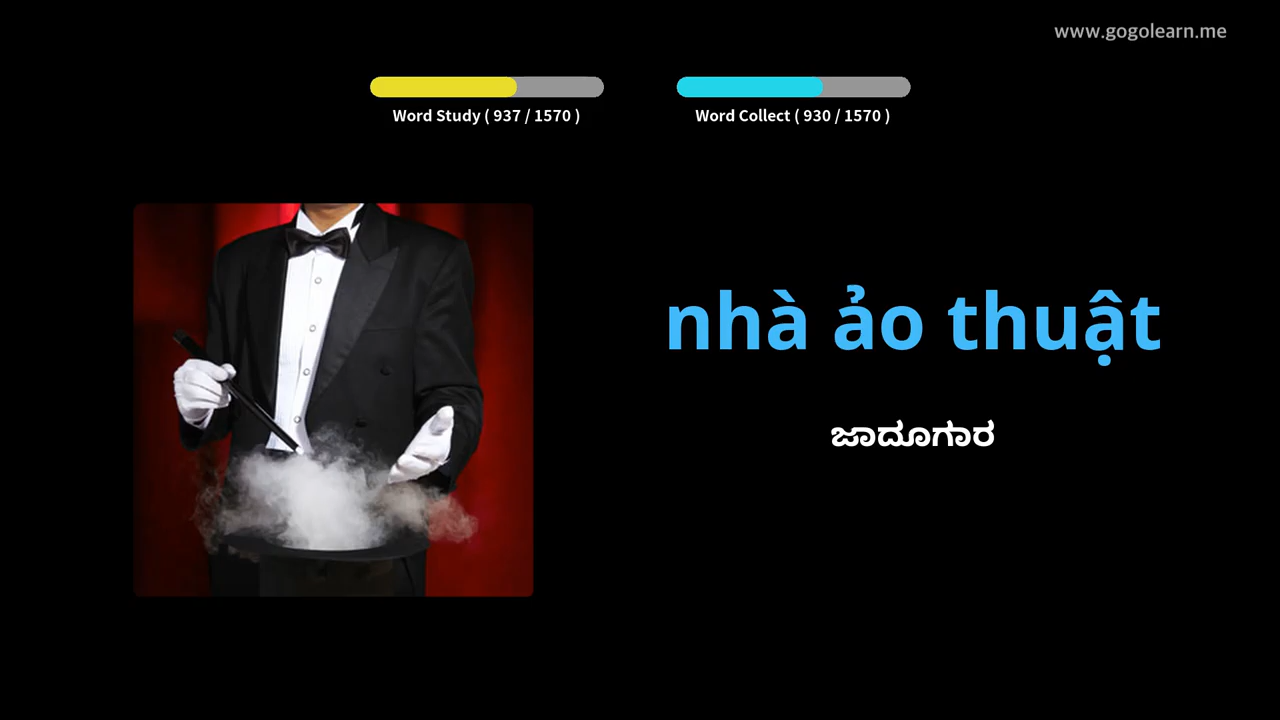 www.gogolearn.me
Word Study ( 937 / 1570 )
Word Collect ( 930 / 1570 )
nhà ảo thuật
ಜಾದೂಗಾರ